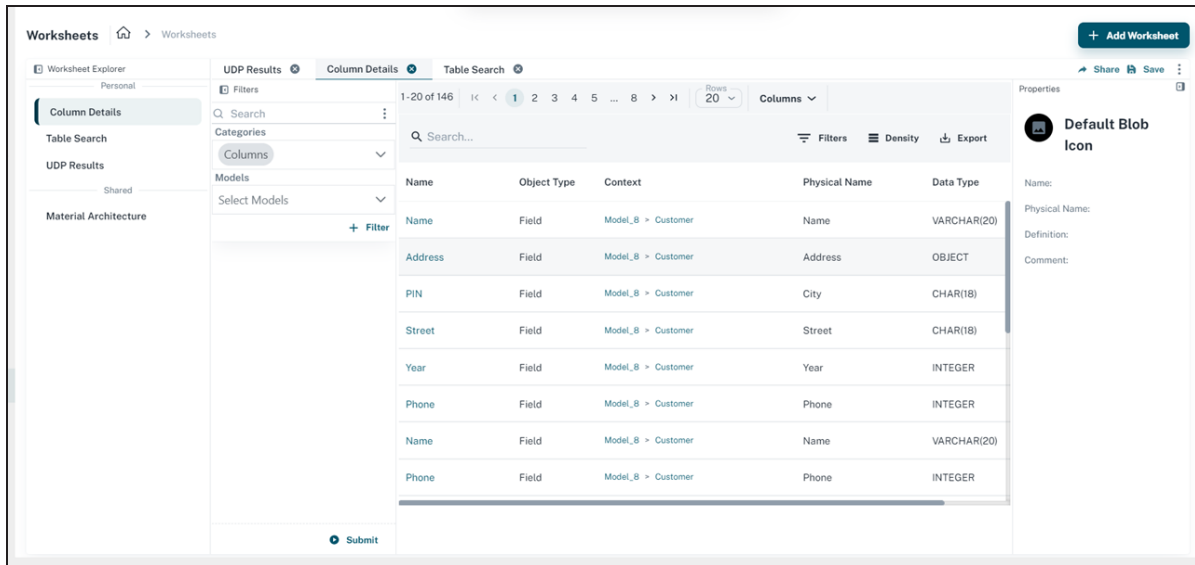 Worksheets > Worksheets
+ Add Worksheet
Worksheet Explorer
Personal
Column Details
Table Search
UDP Results
Shared
Material Architecture
UDP Results
Column Details
Table Search
Share Save
Filters
Search
Categories
Columns
Models
Select Models
+ Filter
Submit
1-20 of 146 1 2 3 4 5 ... 8 Rows 20 Columns
Search...
Filters Density Export
Name Object Type Context Physical Name Data Type
Name Field Model_8 > Customer Name VARCHAR(20)
Address Field Model_8 > Customer Address OBJECT
PIN Field Model_8 > Customer City CHAR(18)
Street Field Model_8 > Customer Street CHAR(18)
Year Field Model_8 > Customer Year INTEGER
Phone Field Model_8 > Customer Phone INTEGER
Name Field Model_8 > Customer Name VARCHAR(20)
Phone Field Model_8 > Customer Phone INTEGER
Properties
Default Blob
Icon
Name:
Physical Name:
Definition:
Comment: